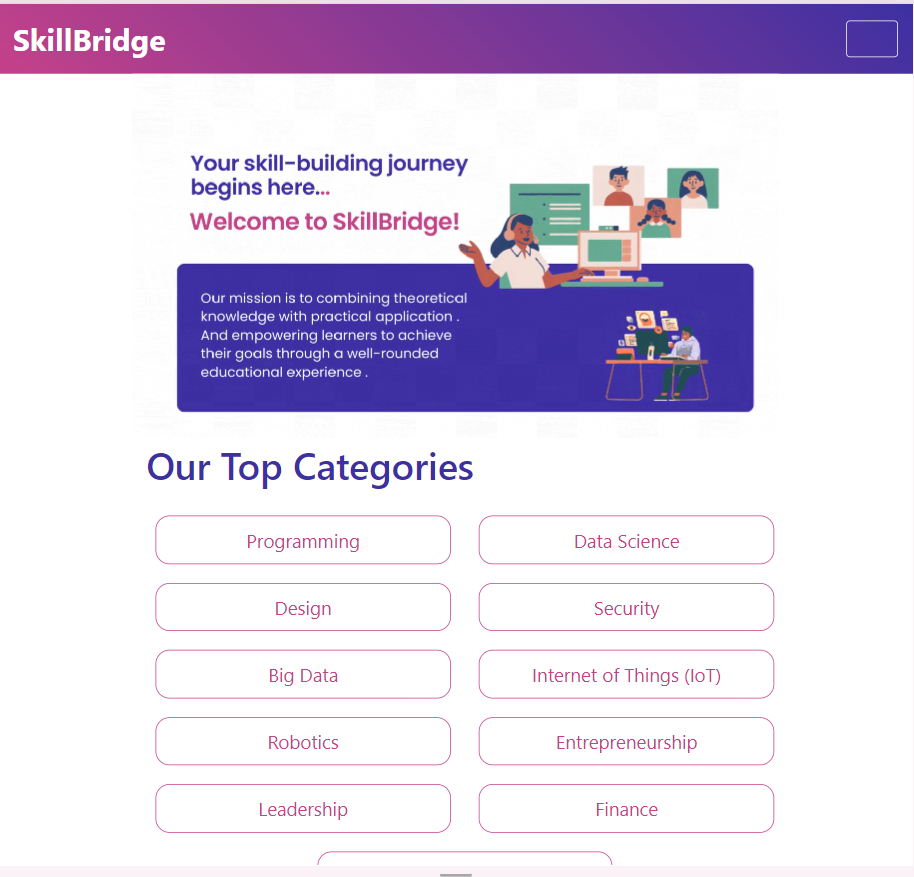 SkillBridge
Your skill-building journey
begins here...
Welcome to SkillBridge!
Our mission is to combining theoretical
knowledge with practical application .
And empowering learners to achieve
their goals through a well-rounded
educational experience .
Our Top Categories
Programming
Data Science
Design
Security
Big Data
Internet of Things (IoT)
Robotics
Entrepreneurship
Leadership
Finance